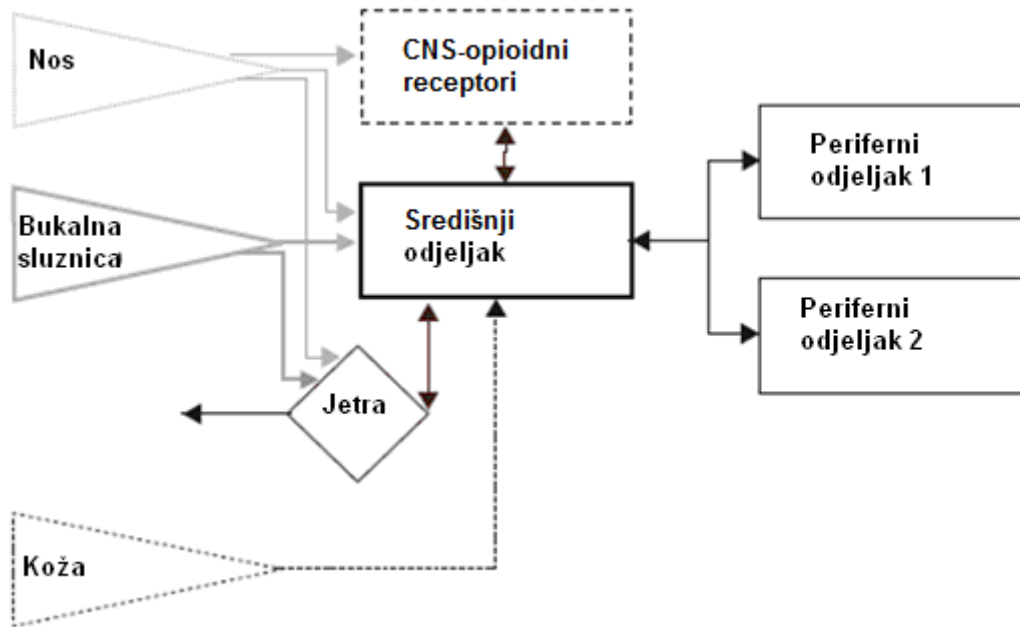 Nos
CNS-opioidni
receptori
Periferni
odjeljak 1
Bukalna
sluznica
Središnji
odjeljak
Periferni
odjeljak 2
Jetra
Koža